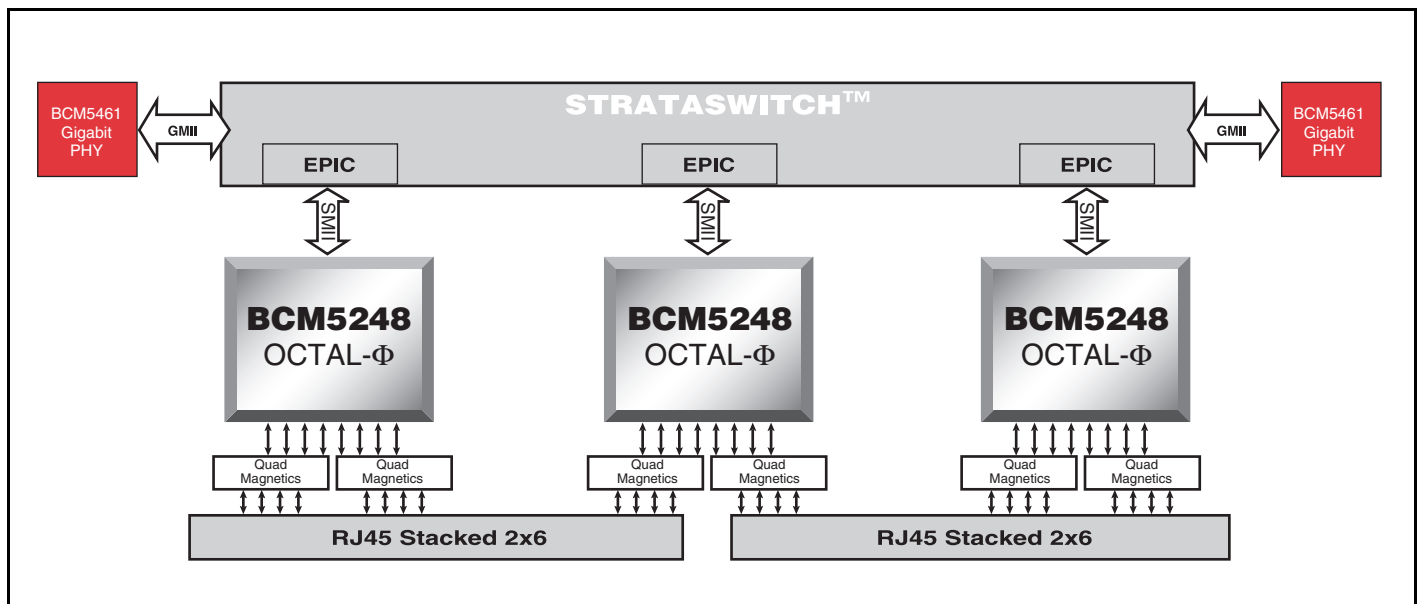 STRATASWITCH™
BCM5461
Gigabit
PHY
GMII
GMII
BCM5461
Gigabit
PHY
EPIC
EPIC
EPIC
SMII
SMII
SMII
BCM5248
OCTAL-Φ
BCM5248
OCTAL-Φ
BCM5248
OCTAL-Φ
Quad
Magnetics
Quad
Magnetics
Quad
Magnetics
Quad
Magnetics
Quad
Magnetics
Quad
Magnetics
RJ45 Stacked 2x6
RJ45 Stacked 2x6